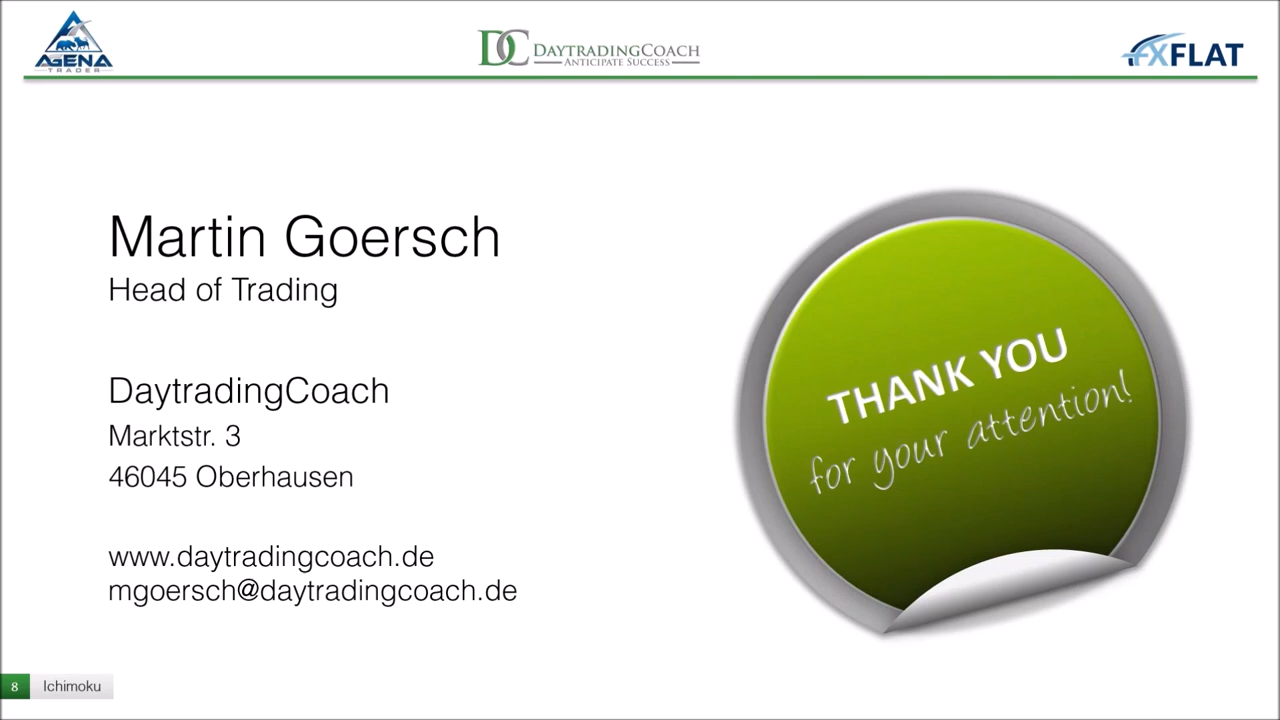 AGENA
TRADER
DC DAYTRADINGCOACH
ANTICIPATE SUCCESS
FXFLAT
Martin Goersch
Head of Trading
DaytradingCoach
Marktstr. 3
46045 Oberhausen
www.daytradingcoach.de
mgoersch@daytradingcoach.de
THANK YOU
for your attention!
8 Ichimoku